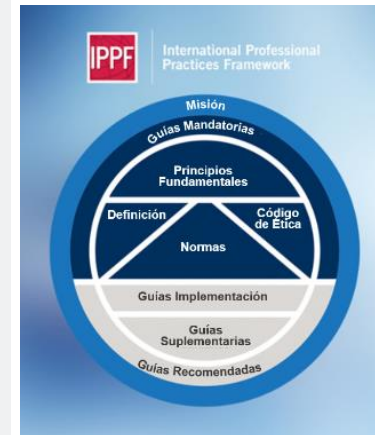 IPPF
International Professional
Practices Framework
Misión
Guías Mandatorias
Principios
Fundamentales
Definición
Código
de Ética
Normas
Guías Implementación
Guías
Suplementarias
Guías Recomendadas